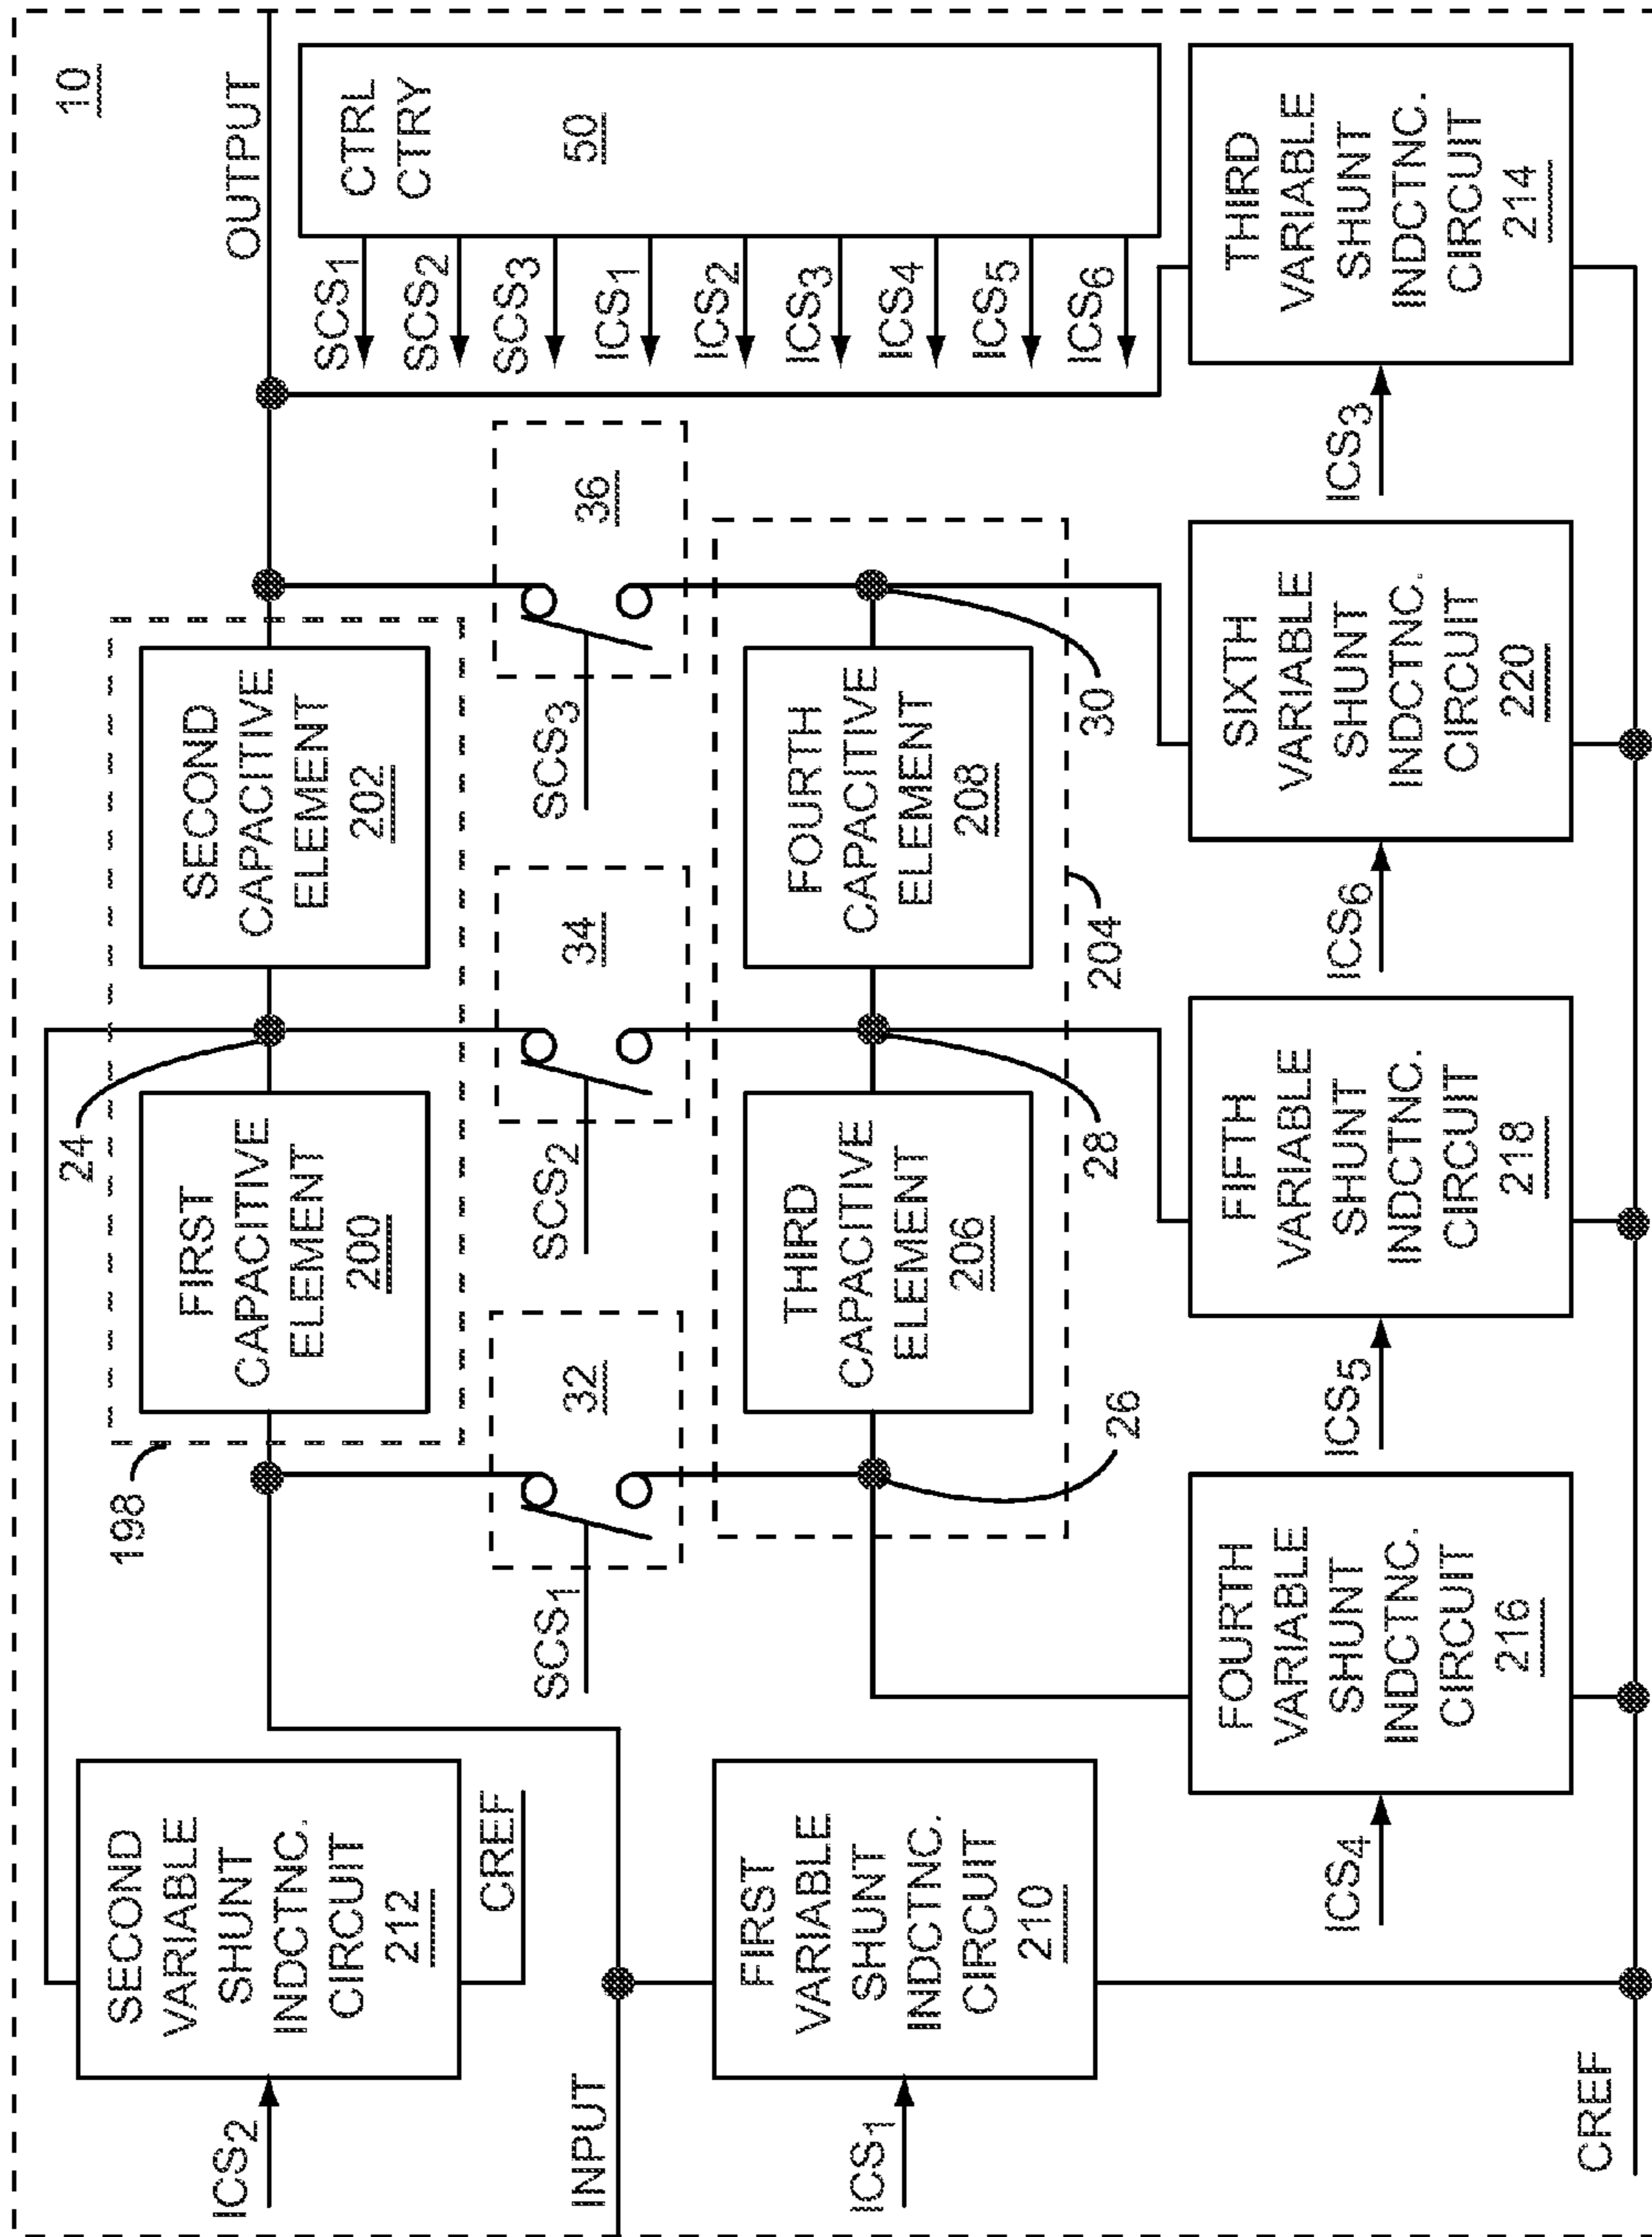 10
OUTPUT
CTRL
CTRY
50
SCS1
SCS2
SCS3
ICS1
ICS2
ICS3
ICS4
ICS5
ICS6
SECOND
VARIABLE
SHUNT
INDCTNC.
CIRCUIT
212
ICS2
CREF
24
198
FIRST
CAPACITIVE
ELEMENT
200
SECOND
CAPACITIVE
ELEMENT
202
SCS1
32
SCS2
34
SCS3
36
INPUT
FIRST
VARIABLE
SHUNT
INDCTNC.
CIRCUIT
210
ICS1
THIRD
CAPACITIVE
ELEMENT
206
FOURTH
CAPACITIVE
ELEMENT
208
26
28
204
30
FOURTH
VARIABLE
SHUNT
INDCTNC.
CIRCUIT
216
ICS4
FIFTH
VARIABLE
SHUNT
INDCTNC.
CIRCUIT
218
ICS5
SIXTH
VARIABLE
SHUNT
INDCTNC.
CIRCUIT
220
ICS6
THIRD
VARIABLE
SHUNT
INDCTNC.
CIRCUIT
214
ICS3
CREF